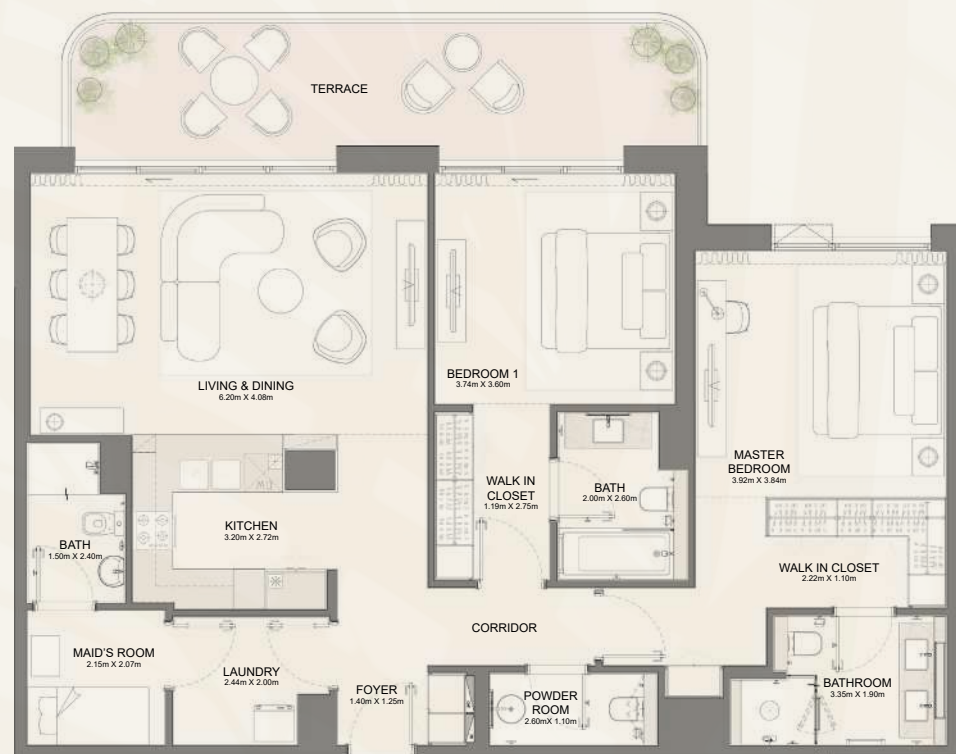 TERRACE
LIVING & DINING
6.20m X 4.08m
BEDROOM 1
3.74m X 3.60m
MASTER
BEDROOM
3.92m X 3.84m
WALK IN
CLOSET
1.19m X 2.75m
BATH
2.00m X 2.60m
KITCHEN
3.20m X 2.72m
BATH
1.50m X 2.40m
WALK IN CLOSET
2.22m X 1.10m
CORRIDOR
MAID'S ROOM
2.15m X 2.07m
LAUNDRY
2.44m X 2.00m
FOYER
1.40m X 1.25m
POWDER
ROOM
2.60mX 1.10m
BATHROOM
3.35m X 1.90m